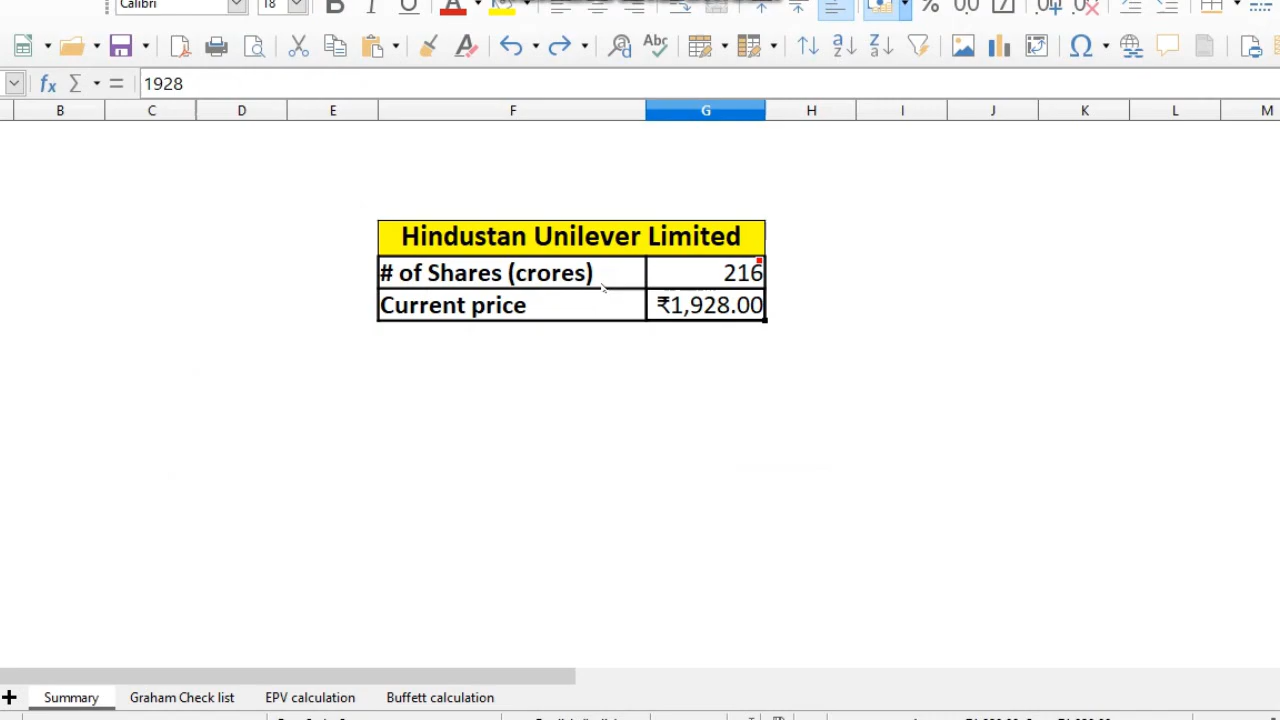 Calibri 18
fx Σ = 1928
B C D E F G H I J K L M
Hindustan Unilever Limited
# of Shares (crores) 216
Current price ₹1,928.00
Summary Graham Check list EPV calculation Buffett calculation